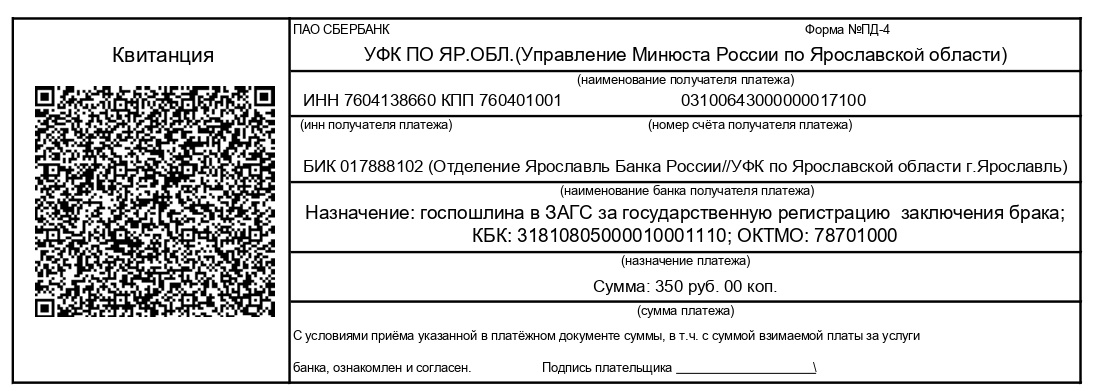 Квитанция
ПАО СБЕРБАНК Форма №ПД-4
УФК ПО ЯР.ОБЛ.(Управление Минюста России по Ярославской области)
(наименование получателя платежа)
ИНН 7604138660 КПП 760401001 03100643000000017100
(инн получателя платежа) (номер счёта получателя платежа)
БИК 017888102 (Отделение Ярославль Банка России//УФК по Ярославской области г.Ярославль)
(наименование банка получателя платежа)
Назначение: госпошлина в ЗАГС за государственную регистрацию заключения брака;
КБК: 31810805000010001110; ОКТМО: 78701000
(назначение платежа)
Сумма: 350 руб. 00 коп.
(сумма платежа)
С условиями приёма указанной в платёжном документе суммы, в т.ч. с суммой взимаемой платы за услуги
банка, ознакомлен и согласен. Подпись плательщика ____________________\